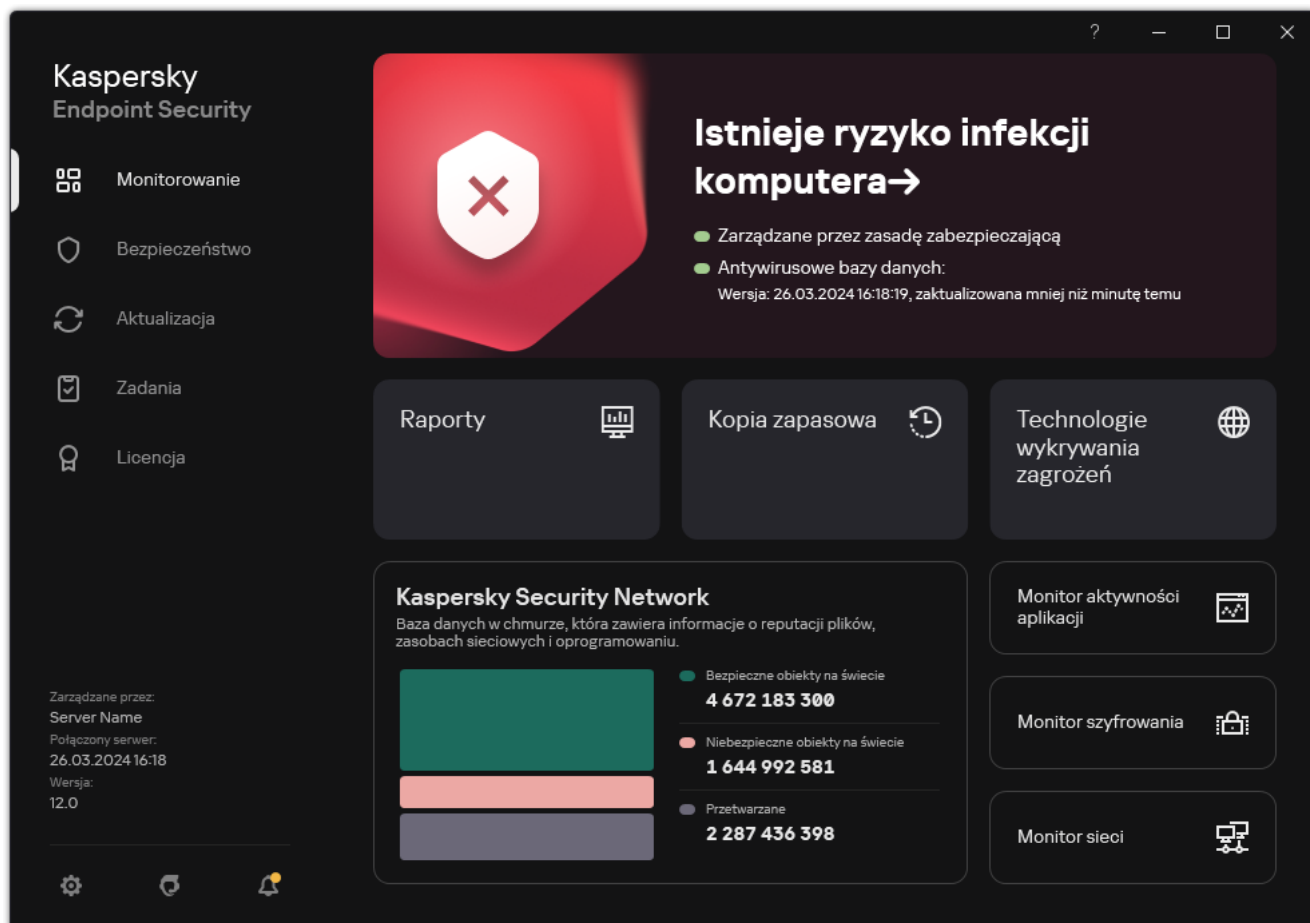 ?
Kaspersky
Endpoint Security
Monitorowanie
Bezpieczeństwo
Aktualizacja
Zadania
Licencja
Zarządzane przez:
Server Name
Połączony serwer:
26.03.2024 16:18
Wersja:
12.0
Istnieje ryzyko infekcji
komputera→
Zarządzane przez zasadę zabezpieczającą
Antywirusowe bazy danych:
Wersja: 26.03.2024 16:18:19, zaktualizowana mniej niż minutę temu
Raporty
Kopia zapasowa
Technologie
wykrywania
zagrożeń
Kaspersky Security Network
Baza danych w chmurze, która zawiera informacje o reputacji plików,
zasobach sieciowych i oprogramowaniu.
Bezpieczne obiekty na świecie
4 672 183 300
Niebezpieczne obiekty na świecie
1 644 992 581
Przetwarzane
2 287 436 398
Monitor aktywności
aplikacji
Monitor szyfrowania
Monitor sieci